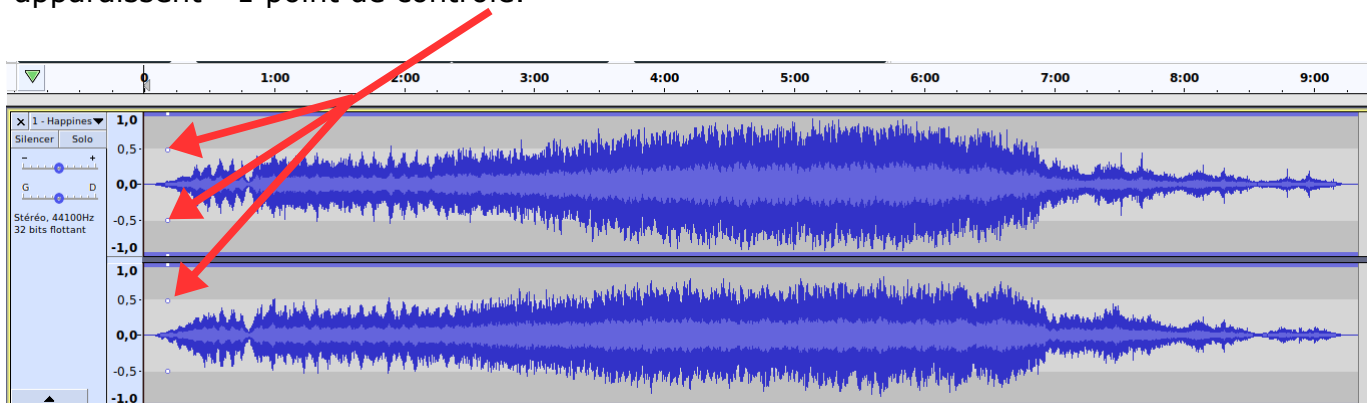 apparaissent = 1 point de contrôle.
0 1:00 2:00 3:00 4:00 5:00 6:00 7:00 8:00 9:00
1 - Happines
Silencer Solo
- +
G D
Stéréo, 44100Hz
32 bits flottant
1,0
0,5
0,0
-0,5
-1,0
1,0
0,5
0,0
-0,5
-1,0